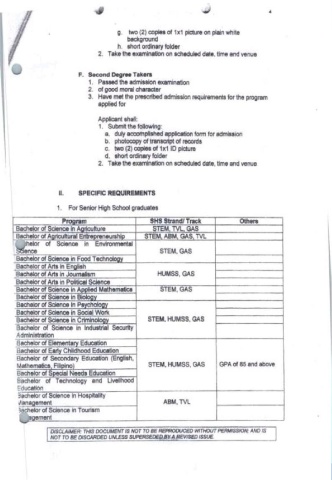 g. two (2) copies of 1x1 picture on plain white
background
h. short ordinary folder
2. Take the examination on scheduled date, time and venue
F. Second Degree Takers
1. Passed the admission examination
2. of good moral character
3. Have met the prescribed admission requirements for the program
applied for
Applicant shall:
1. Submit the following:
a. duly accomplished application form for admission
b. photocopy of transcript of records
c. two (2) copies of 1x1 ID picture
d. short ordinary folder
2. Take the examination on scheduled date, time and venue
II. SPECIFIC REQUIREMENTS
1. For Senior High School graduates
Program SHS Strand/ Track Others
Bachelor of Science in Agriculture STEM, TVL, GAS
Bachelor of Agricultural Entrepreneurship STEM, ABM, GAS, TVL
helor of Science in Environmental
Science STEM, GAS
Bachelor of Science in Food Technology
Bachelor of Arts in English
Bachelor of Arts in Journalism HUMSS, GAS
Bachelor of Arts in Political Science
Bachelor of Science in Applied Mathematics STEM, GAS
Bachelor of Science in Biology
Bachelor of Science in Psychology
Bachelor of Science in Social Work
Bachelor of Science in Criminology STEM, HUMSS, GAS
Bachelor of Science in Industrial Security
Administration
Bachelor of Elementary Education
Bachelor of Early Childhood Education
Bachelor of Secondary Education (English,
Mathematics, Filipino) STEM, HUMSS, GAS GPA of 85 and above
Bachelor of Special Needs Education
Bachelor of Technology and Livelihood
Education
Bachelor of Science in Hospitality
Management ABM, TVL
Bachelor of Science in Tourism
agement
DISCLAIMER: THIS DOCUMENT IS NOT TO BE REPRODUCED WITHOUT PERMISSION; AND IS
NOT TO BE DISCARDED UNLESS SUPERSEDED BY A REVISED ISSUE